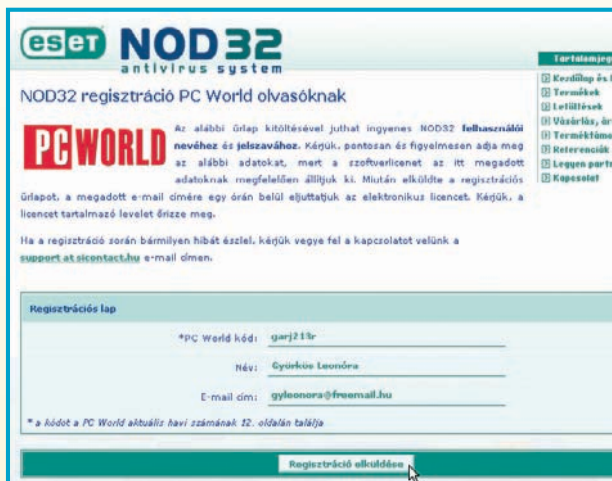 eset NOD32
antivirus system
NOD32 regisztráció PC World olvasóknak
PC WORLD
Az alábbi űrlap kitöltésével juthat ingyenes NOD32 felhasználói
nevéhez és jelszavához. Kérjük, pontosan és figyelmesen adja meg
az alábbi adatokat, mert a szoftverlicenet az itt megadott
adatoknak megfelelően állítjuk ki. Miután elküldte a regisztrációs
űrlapot, a megadott e-mail címére egy órán belül eljuttatjuk az elektronikus licencet. Kérjük, a
licencet tartalmazó levelet őrizze meg.
Ha a regisztráció során bármilyen hibát észlel, kérjük vegye fel a kapcsolatot velünk a
support at sicontact.hu e-mail címen.
Tartalomjeg
Kezdőlap és
Termékek
Letöltések
Vásárlás, ár
Terméktámo
Referenciák
Legyen partn
Kapcsolat
Regisztrációs lap
*PC World kód: garj213r
Név: Gyürkös Leonóra
E-mail cím: gyleonora@freemail.hu
* a kódot a PC World aktuális havi számának 12. oldalán találja
Regisztráció elküldése